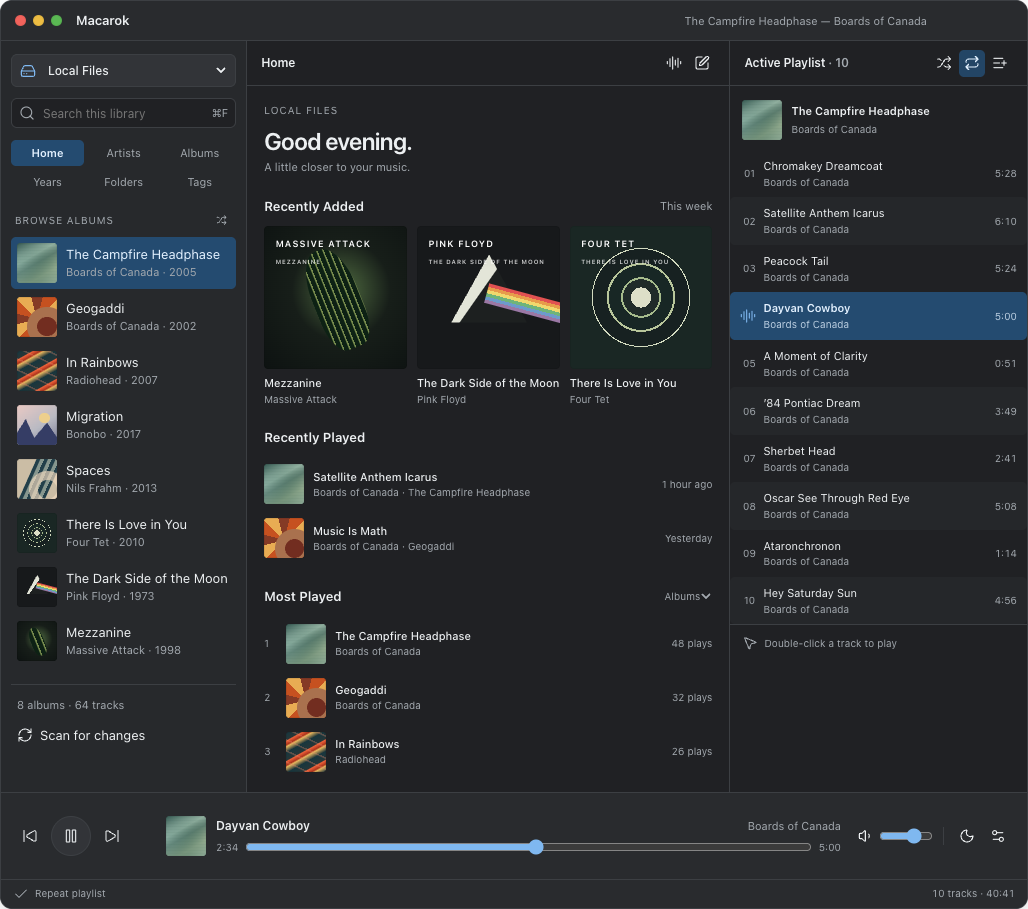 Macarok
The Campfire Headphase — Boards of Canada
Local Files
Search this library ⌘F
Home Artists Albums
Years Folders Tags
BROWSE ALBUMS
The Campfire Headphase
Boards of Canada · 2005
Geogaddi
Boards of Canada · 2002
In Rainbows
Radiohead · 2007
Migration
Bonobo · 2017
Spaces
Nils Frahm · 2013
There Is Love in You
Four Tet · 2010
The Dark Side of the Moon
Pink Floyd · 1973
Mezzanine
Massive Attack · 1998
8 albums · 64 tracks
Scan for changes
Home
LOCAL FILES
Good evening.
A little closer to your music.
Recently Added This week
MASSIVE ATTACK
MEZZANINE
PINK FLOYD
THE DARK SIDE OF THE MOON
FOUR TET
THERE IS LOVE IN YOU
Mezzanine
Massive Attack
The Dark Side of the Moon
Pink Floyd
There Is Love in You
Four Tet
Recently Played
Satellite Anthem Icarus
Boards of Canada · The Campfire Headphase
1 hour ago
Music Is Math
Boards of Canada · Geogaddi
Yesterday
Most Played Albums
1 The Campfire Headphase
Boards of Canada
48 plays
2 Geogaddi
Boards of Canada
32 plays
3 In Rainbows
Radiohead
26 plays
Active Playlist · 10
The Campfire Headphase
Boards of Canada
01 Chromakey Dreamcoat
Boards of Canada
5:28
02 Satellite Anthem Icarus
Boards of Canada
6:10
03 Peacock Tail
Boards of Canada
5:24
Dayvan Cowboy
Boards of Canada
5:00
05 A Moment of Clarity
Boards of Canada
0:51
06 ’84 Pontiac Dream
Boards of Canada
3:49
07 Sherbet Head
Boards of Canada
2:41
08 Oscar See Through Red Eye
Boards of Canada
5:08
09 Ataronchronon
Boards of Canada
1:14
10 Hey Saturday Sun
Boards of Canada
4:56
Double-click a track to play
Dayvan Cowboy Boards of Canada
2:34 5:00
Repeat playlist
10 tracks · 40:41